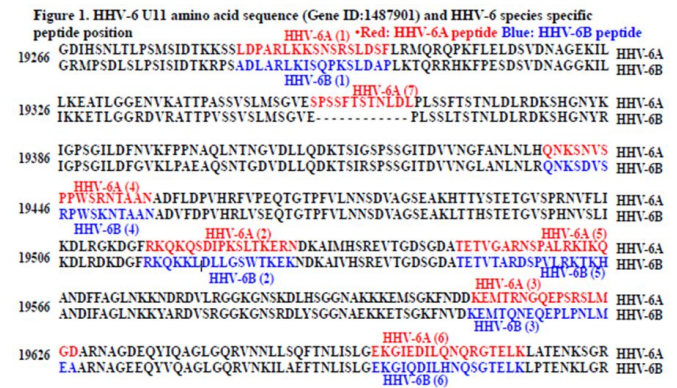 Figure 1. HHV-6 U11 amino acid sequence (Gene ID:1487901) and HHV-6 species specific
peptide position
HHV-6A (1) •Red: HHV-6A peptide Blue: HHV-6B peptide
19266 GDIHSNLTLPSMSIDTKKSSLDPARLKKSNSRSLDSFLRMQRQPKFLELDSVDNAGEKIL HHV-6A
GRMPSDLSLPSISIDTKRPSADLARLKISQPKSLDAPLKTQRRHKFPESDSVDNAGGKIL HHV-6B
HHV-6B (1)
HHV-6A (7)
19326 LKEATLGGENVKATTPASSVSLMSGVESPSSFTSTNLDLPLSSFTSTNLDLRDKSHGNYK HHV-6A
IKKETLGGRDVRATTPVSSVSLMSGVE------------PLSSLTSTNLDLRDKSHGNYR HHV-6B
19386 IGPSGILDFNVKFPPNAQLNTNGVDLLQDKTSIGSPSSGITDVVNGFANLNLHQNKSNVS HHV-6A
IGPSGILDFGVKLPAEAQSNTGDVDLLQDKTSIRSPSSGITDVVNGLANLNLRQNKSDVS HHV-6B
HHV-6A (4)
19446 PPWSRNTAANADFLDPVHRFVPEQTGTPFVLNNSDVAGSEAKHTTYSTETGVSPRNVFLI HHV-6A
RPWSKNTAANADVFDPVHRLVSEQTGTPFVLNNSDVAGSEAKLTTHSTETGVSPHNVSLI HHV-6B
HHV-6B (4)
HHV-6A (2) HHV-6A (5)
19506 KDLRGKDGFRKQKQSDIPKSLTKERNDKAIMHSREVTGDSGDATETVGARNSPALRKIKQ HHV-6A
KDLRDKDGFRKQKKLDLLGSWTKEKNDKAIVHSREVTGDSGDATETVTARDSPVLRKTKH HHV-6B
HHV-6B (2) HHV-6B (5)
HHV-6A (3)
19566 ANDFFAGLNKKNDRDVLRGGKGNSKDLHSGGNAKKKEMSGKFNDDKEMTRNGQEPSRSLM HHV-6A
ANDIFAGLNKKYARDVSRGGKGNSRDLYSGGNAEKKETSGKFNVDKEMTQNEQEPLPNLM HHV-6B
HHV-6B (3)
HHV-6A (6)
19626 GDARNAGDEQYIQAGLGQRVNNLLSQFTNLISLGEKGIEDILQNQRGTELKLATENKSGR HHV-6A
EAARNAGEEQYVQAGLGQRVNKILAEFTNLISLGEKGIQDILHNQSGTELKLPTENKLGR HHV-6B
HHV-6B (6)